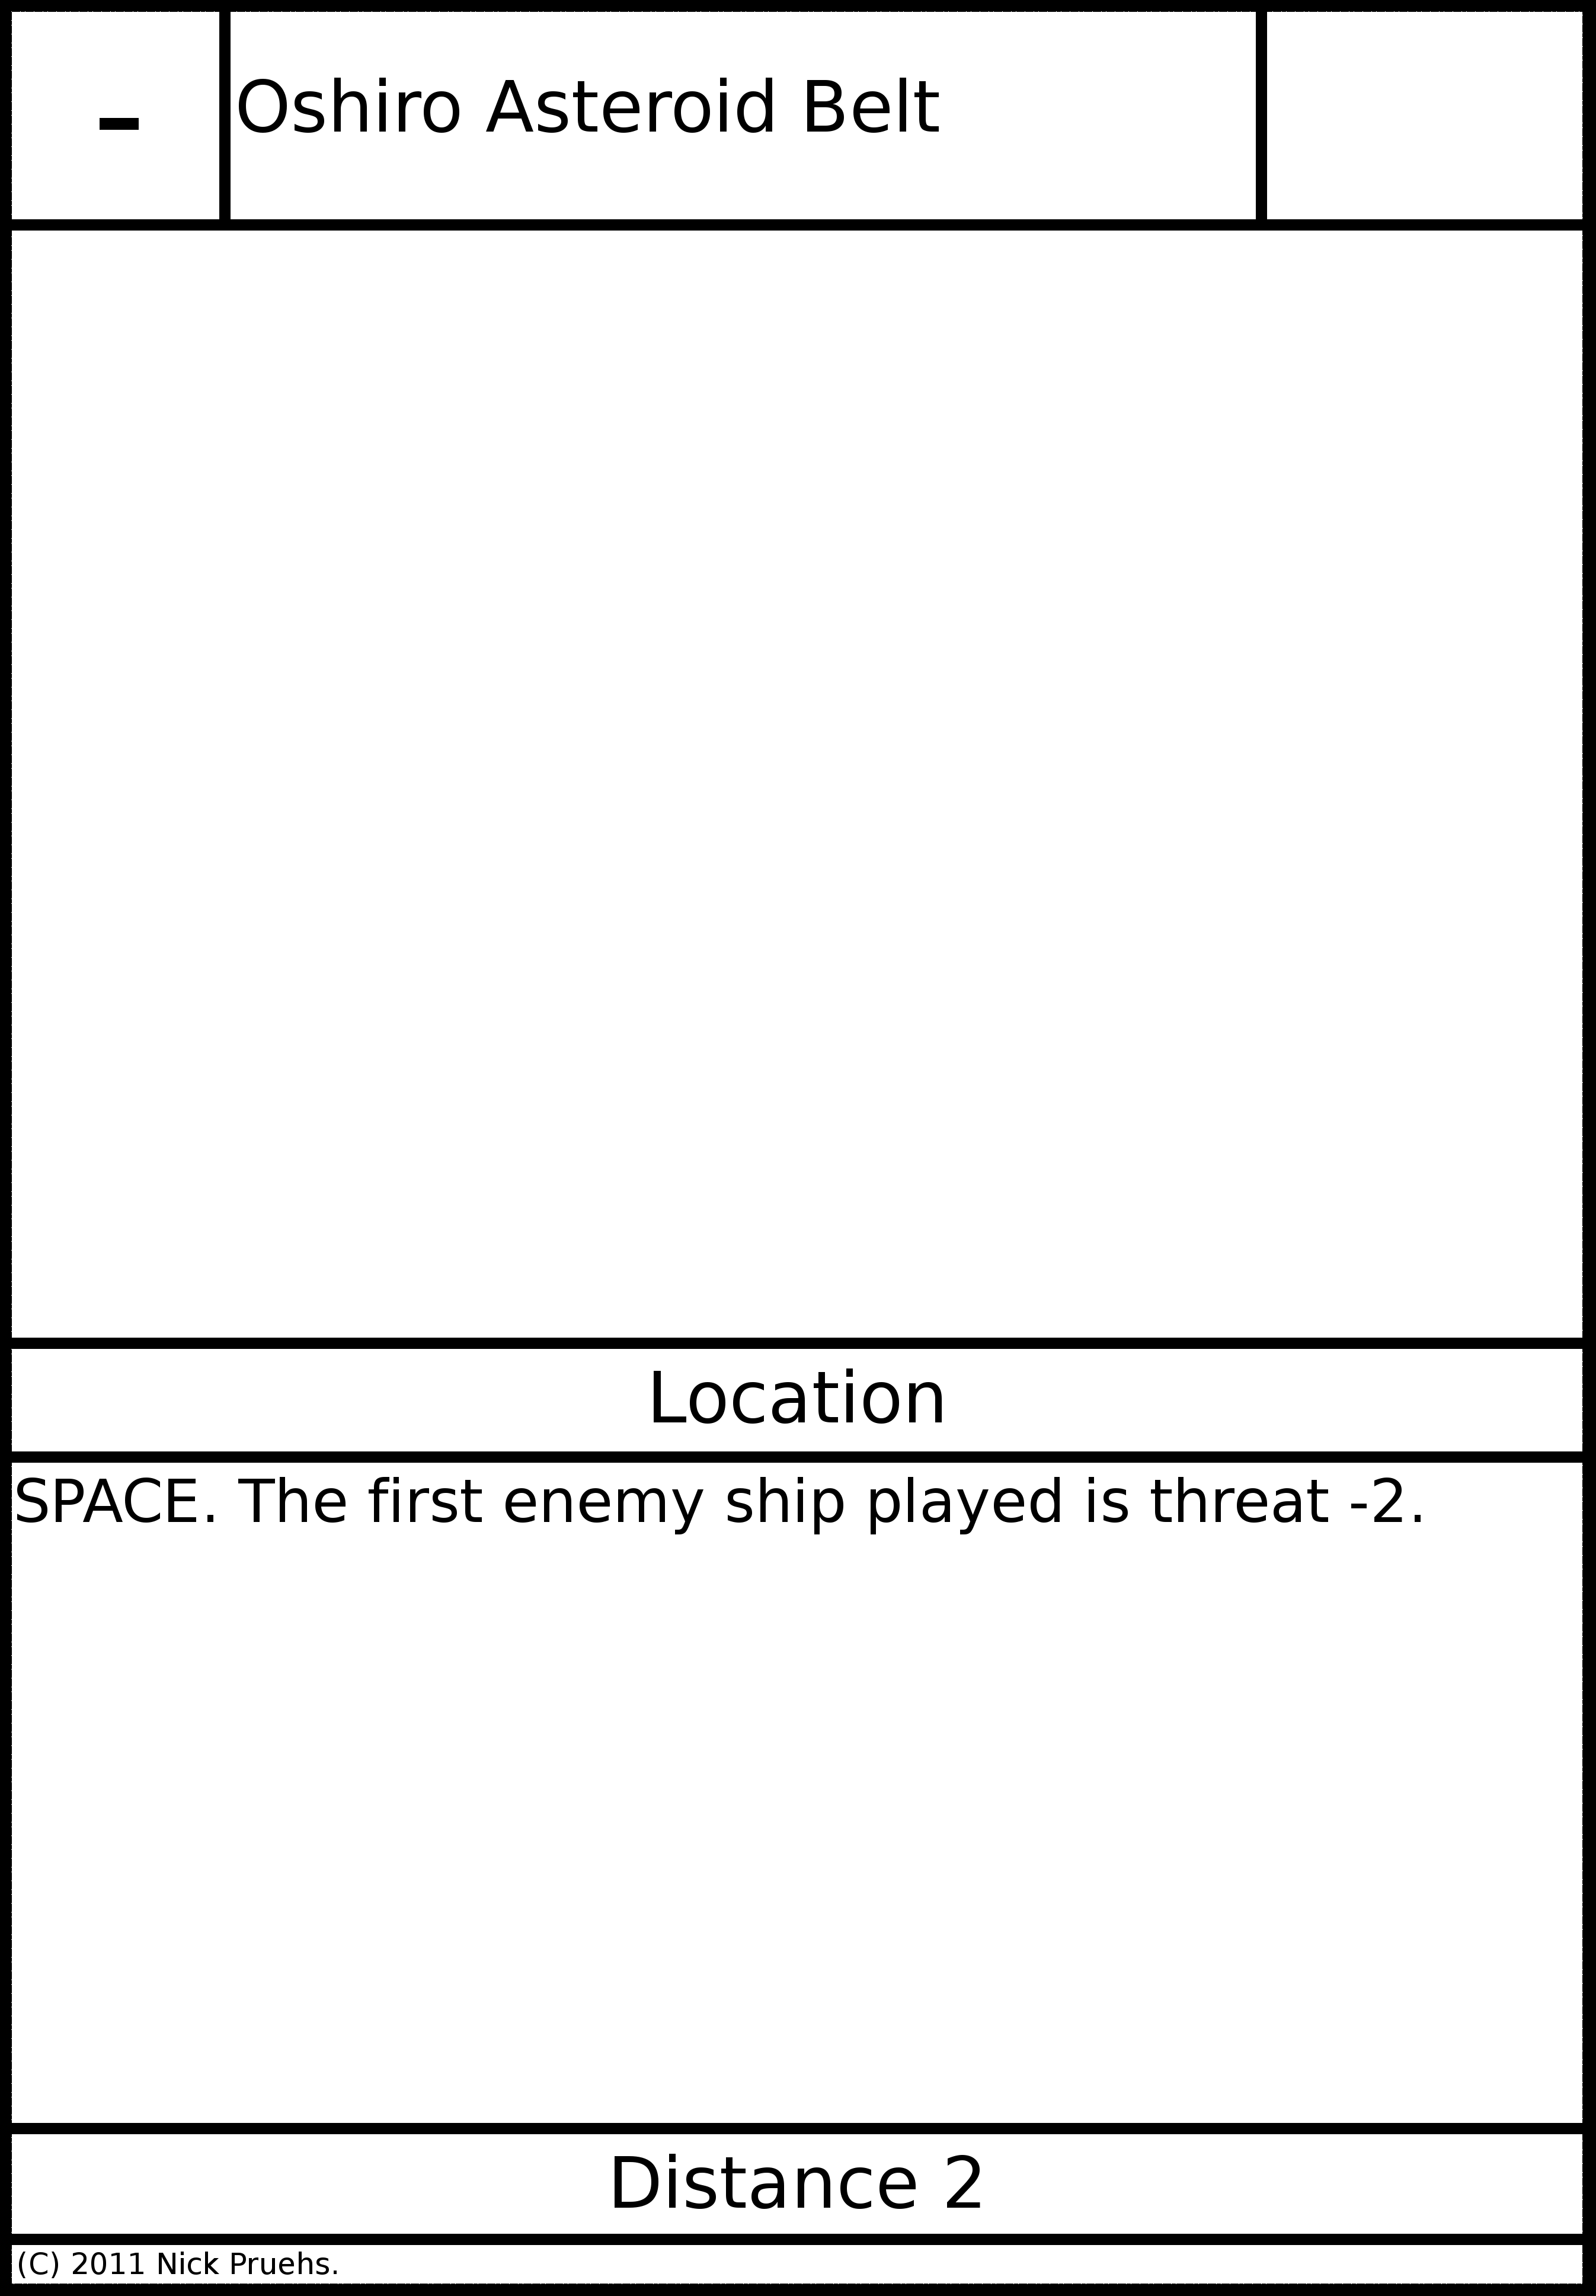 -
Oshiro Asteroid Belt
Location
SPACE. The first enemy ship played is threat -2.
Distance 2
(C) 2011 Nick Pruehs.